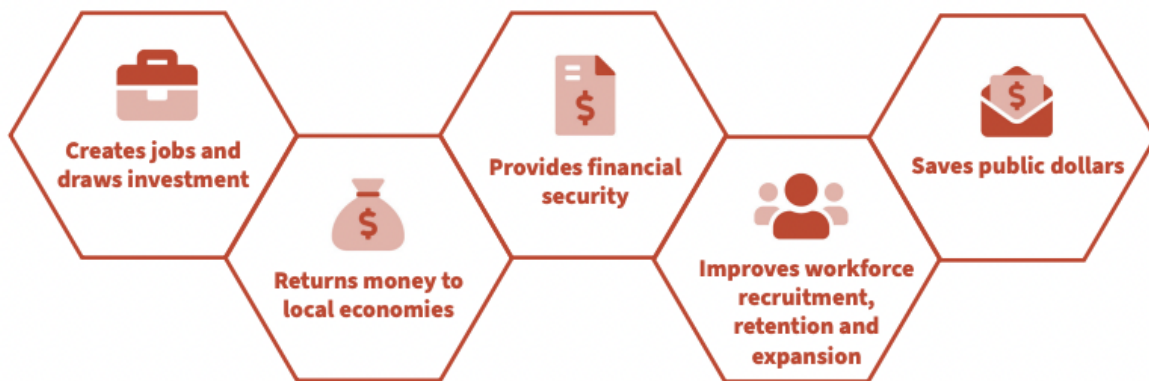 Creates jobs and
draws investment
$
Returns money to
local economies
$
Provides financial
security
Improves workforce
recruitment,
retention and
expansion
$
Saves public dollars